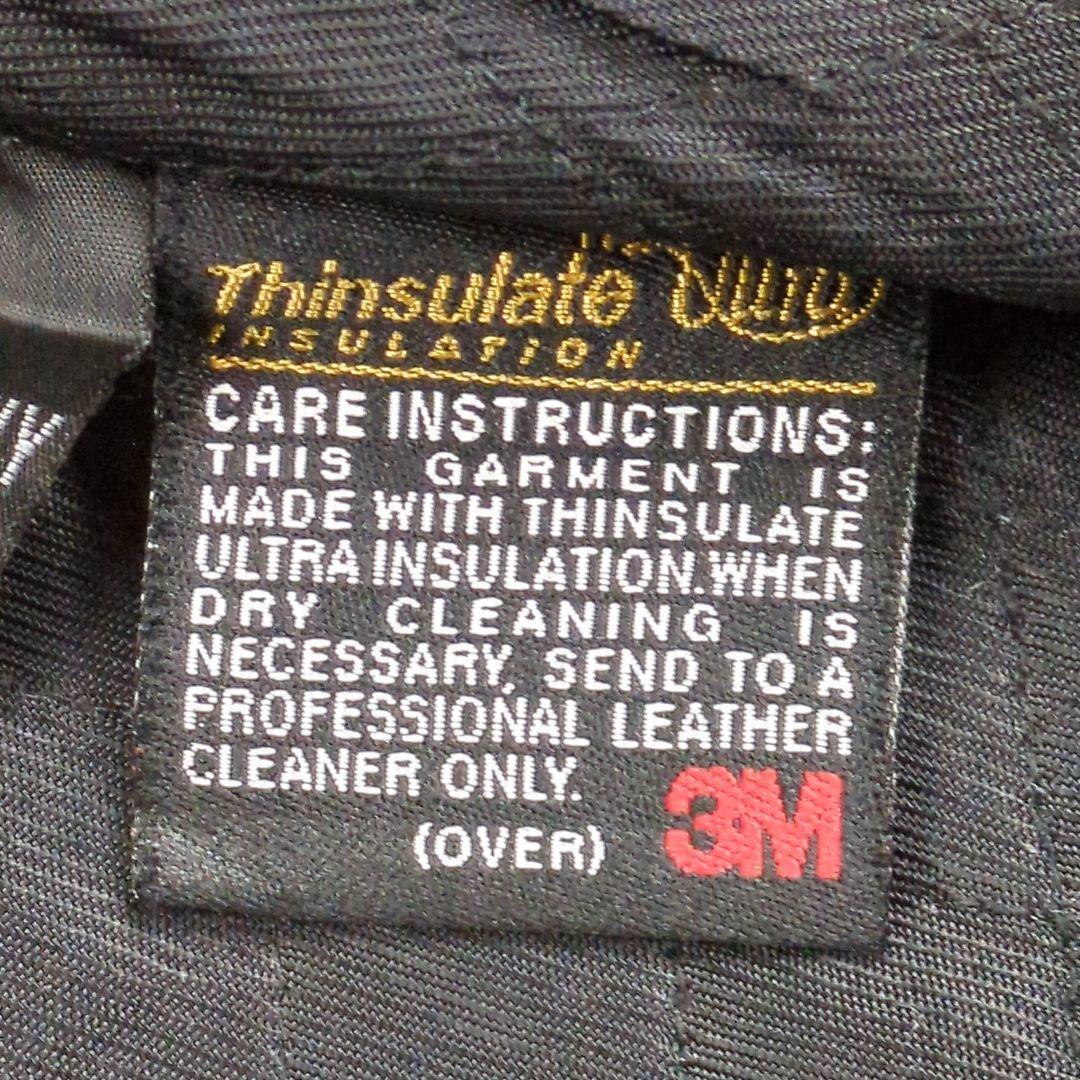 Thinsulate Ultra
INSULATION
CARE INSTRUCTIONS:
THIS GARMENT IS
MADE WITH THINSULATE
ULTRA INSULATION. WHEN
DRY CLEANING IS
NECESSARY, SEND TO A
PROFESSIONAL LEATHER
CLEANER ONLY.
(OVER)
3M